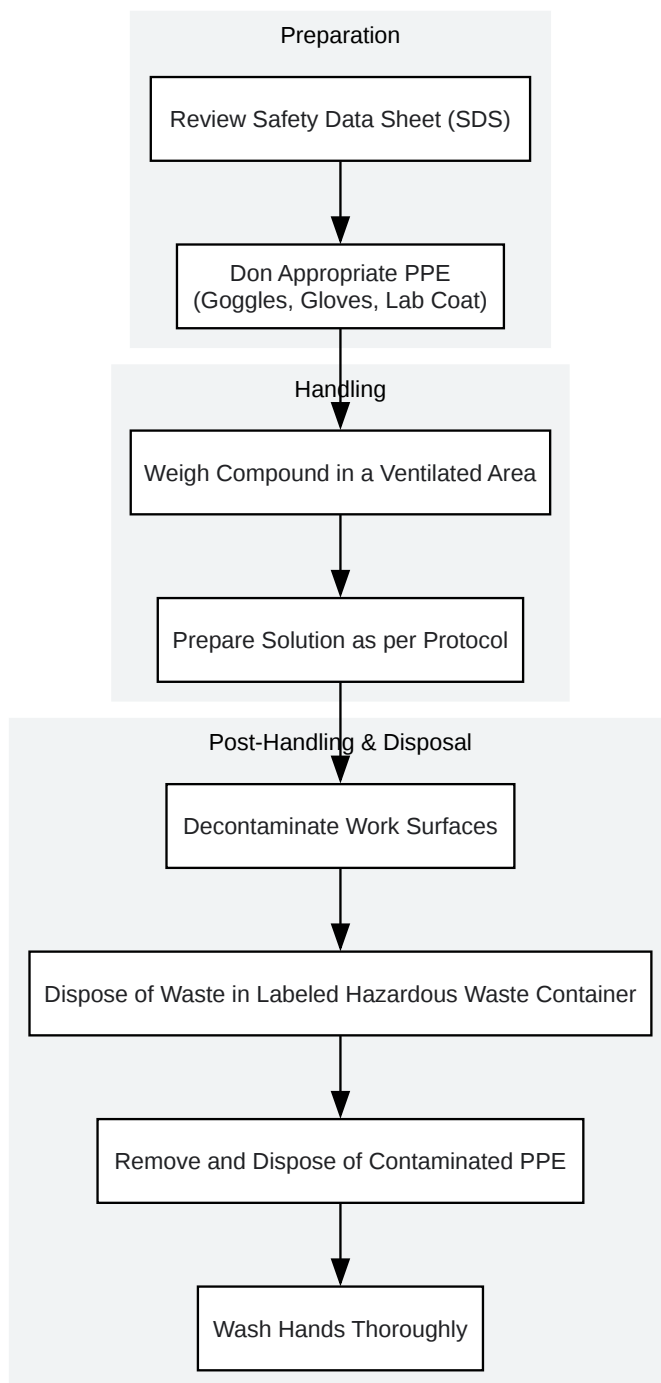 Preparation
Review Safety Data Sheet (SDS)
Don Appropriate PPE
(Goggles, Gloves, Lab Coat)
Handling
Weigh Compound in a Ventilated Area
Prepare Solution as per Protocol
Post-Handling & Disposal
Decontaminate Work Surfaces
Dispose of Waste in Labeled Hazardous Waste Container
Remove and Dispose of Contaminated PPE
Wash Hands Thoroughly